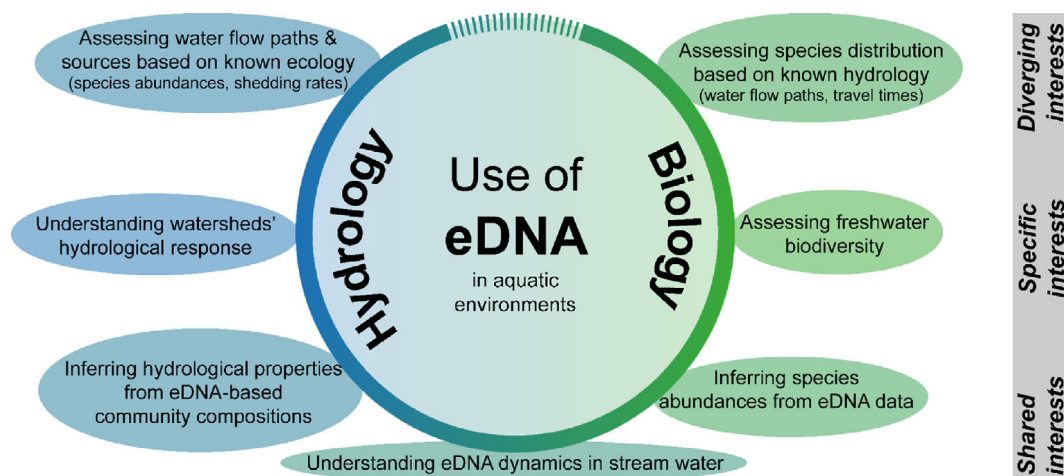 Assessing water flow paths &
sources based on known ecology
(species abundances, shedding rates)
Assessing species distribution
based on known hydrology
(water flow paths, travel times)
Diverging
interests
Hydrology
Use of
eDNA
in aquatic
environments
Biology
Understanding watersheds’
hydrological response
Assessing freshwater
biodiversity
Specific
interests
Inferring hydrological properties
from eDNA-based
community compositions
Inferring species
abundances from eDNA data
Shared
interests
Understanding eDNA dynamics in stream water